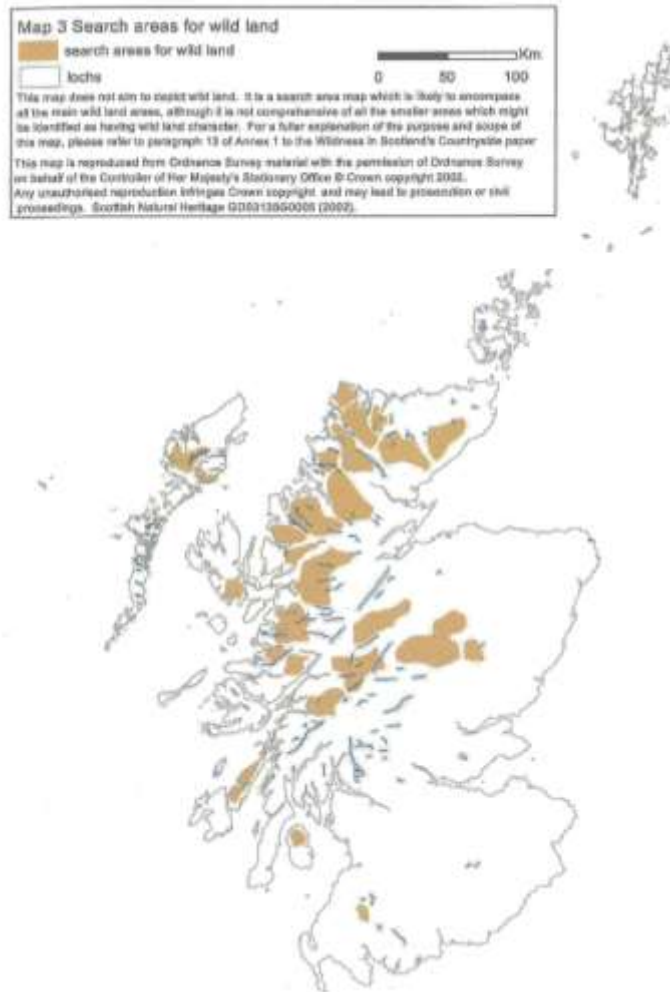 Map 3 Search areas for wild land
search areas for wild land
lochs
Km
0 50 100
This map does not aim to depict wild land. It is a search area map which is likely to encompass
all the main wild land areas, although it is not comprehensive of all the smaller areas which might
be identified as having wild land character. For a fuller explanation of the purpose and scope of
this map, please refer to paragraph 13 of Annex 1 to the Wildness in Scotland's Countryside paper
This map is reproduced from Ordnance Survey material with the permission of Ordnance Survey
on behalf of the Controller of Her Majesty's Stationary Office © Crown copyright 2002.
Any unauthorised reproduction infringes Crown copyright and may lead to prosecution or civil
proceedings. Scottish Natural Heritage (2002).